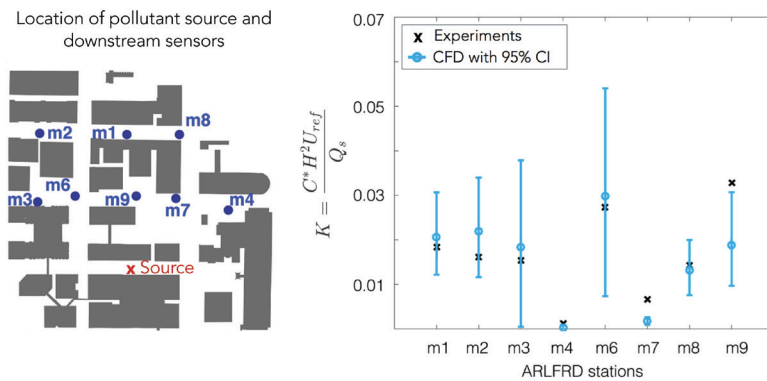 Location of pollutant source and
downstream sensors
m8
m2
m1
m6
m3
m9
m7
m4
x Source
0.07
0.05
0.03
0.01
K = C*H²U_ref / Q_s
x Experiments
CFD with 95% CI
m1 m2 m3 m4 m6 m7 m8 m9
ARLFRD stations